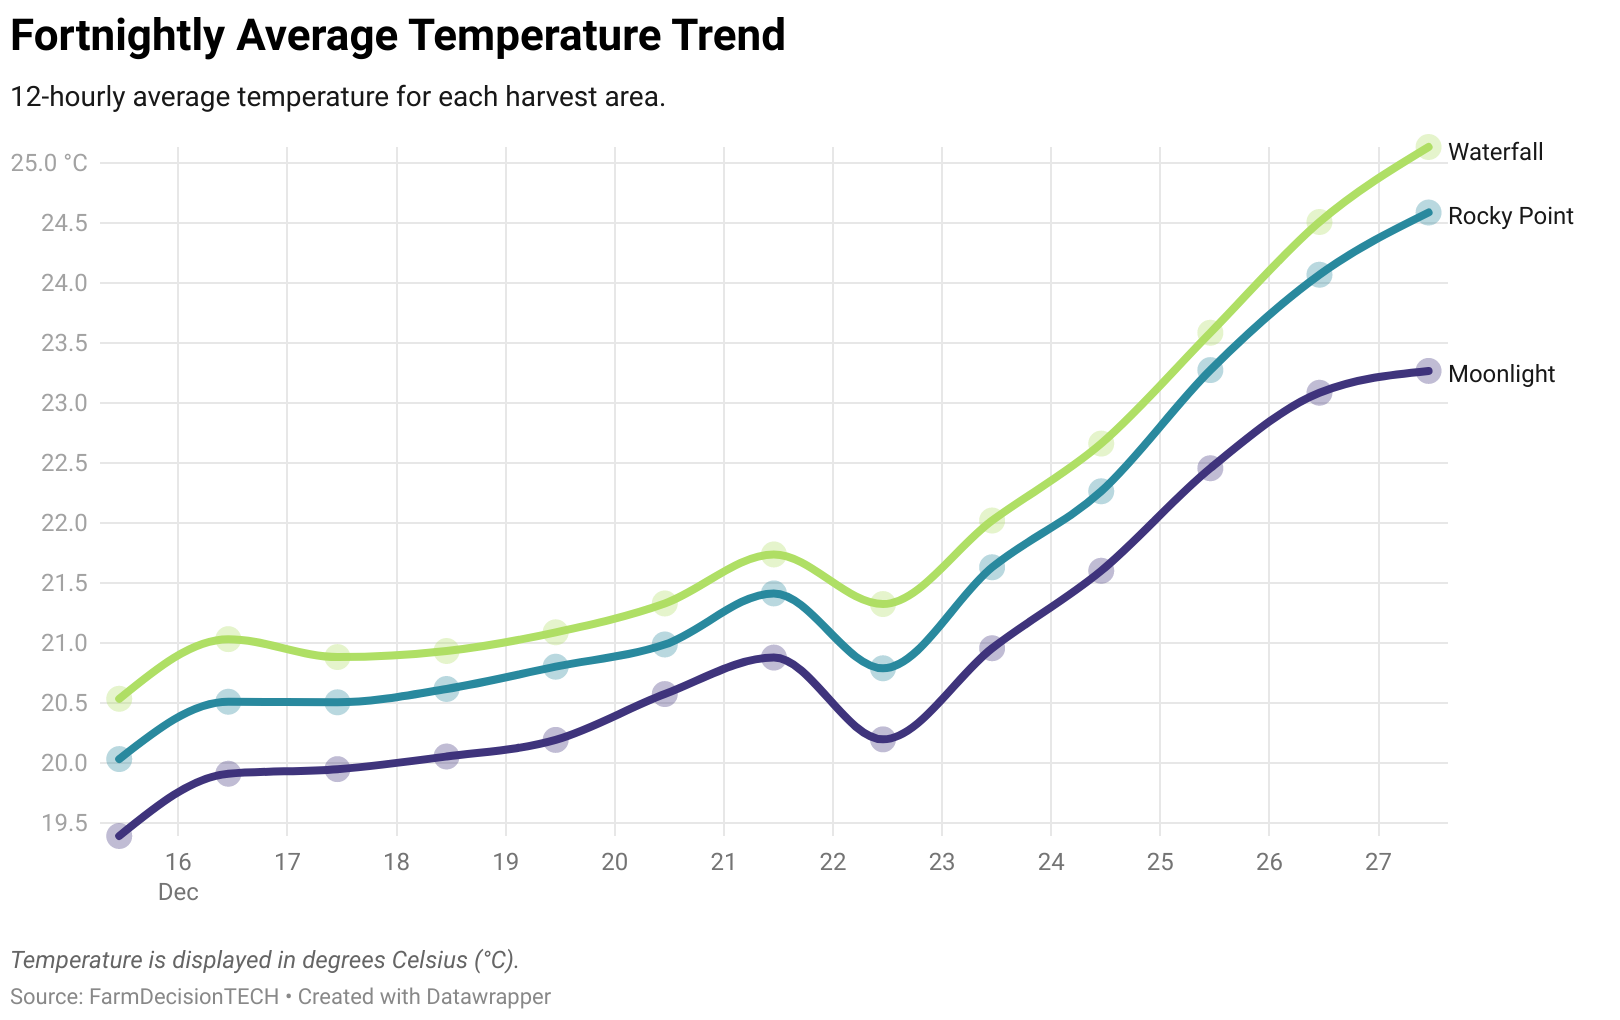 Fortnightly Average Temperature Trend
12-hourly average temperature for each harvest area.
25.0 °C
24.5
24.0
23.5
23.0
22.5
22.0
21.5
21.0
20.5
20.0
19.5
Waterfall
Rocky Point
Moonlight
16 17 18 19 20 21 22 23 24 25 26 27
Dec
Temperature is displayed in degrees Celsius (°C).
Source: FarmDecisionTECH • Created with Datawrapper